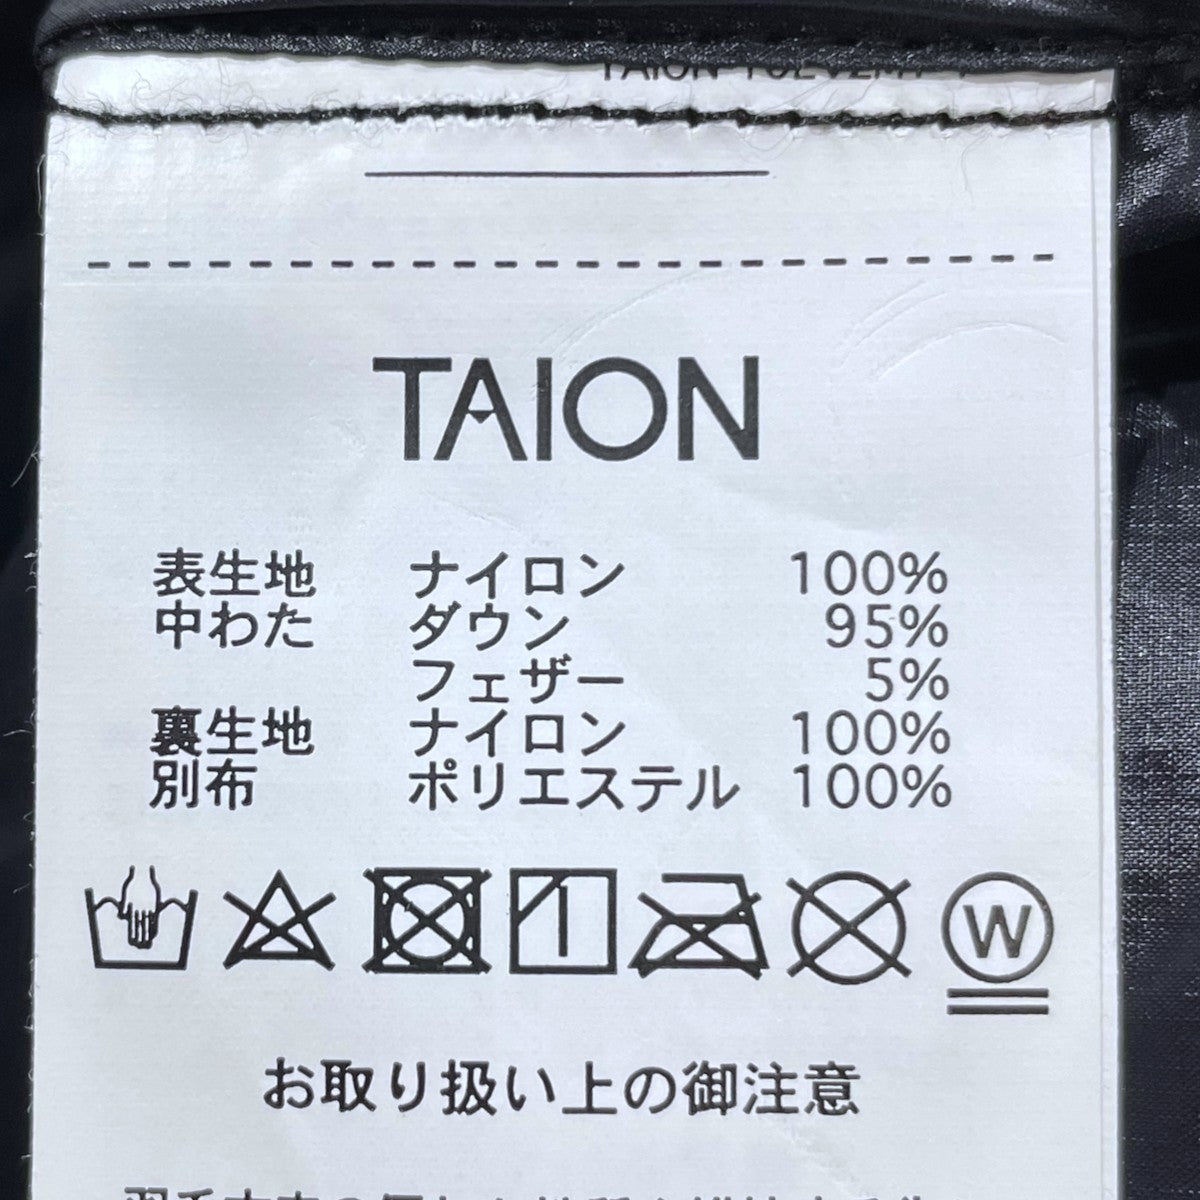 TAION
表生地 ナイロン 100%
中わた ダウン 95%
フェザー 5%
裏生地 ナイロン 100%
別布 ポリエステル 100%
W
お取り扱い上の御注意